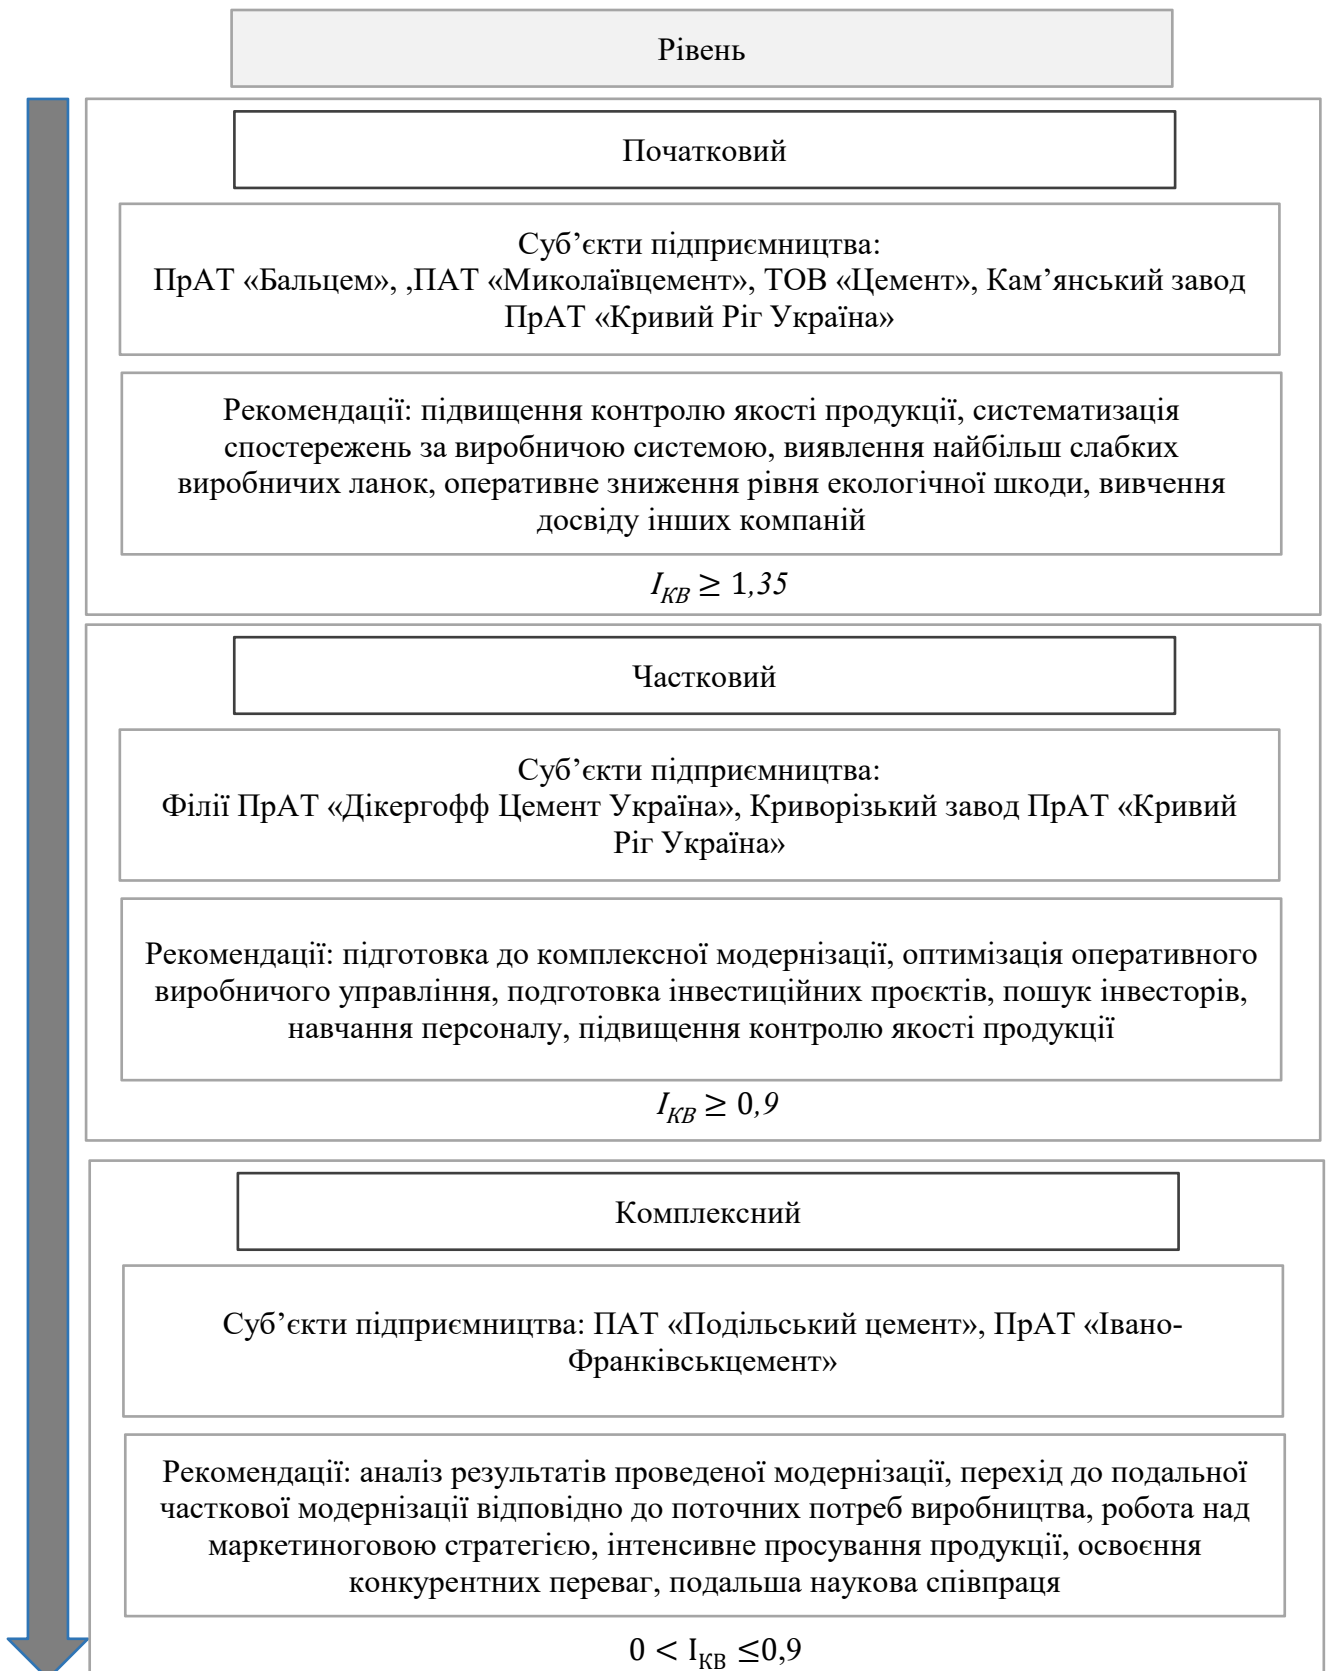 Рівень
Початковий
Суб’єкти підприємництва:
ПрАТ «Бальцем», ,ПАТ «Миколаївцемент», ТОВ «Цемент», Кам’янський завод
ПрАТ «Кривий Ріг Україна»
Рекомендації: підвищення контролю якості продукції, систематизація
спостережень за виробничою системою, виявлення найбільш слабких
виробничих ланок, оперативне зниження рівня екологічної шкоди, вивчення
досвіду інших компаній
I_КВ ≥ 1,35
Частковий
Суб’єкти підприємництва:
Філії ПрАТ «Дікергофф Цемент Україна», Криворізький завод ПрАТ «Кривий
Ріг Україна»
Рекомендації: підготовка до комплексної модернізації, оптимізація оперативного
виробничого управління, подготовка інвестиційних проєктів, пошук інвесторів,
навчання персоналу, підвищення контролю якості продукції
I_КВ ≥ 0,9
Комплексний
Суб’єкти підприємництва: ПАТ «Подільський цемент», ПрАТ «Івано-
Франківськцемент»
Рекомендації: аналіз результатів проведеної модернізації, перехід до подальної
часткової модернізації відповідно до поточних потреб виробництва, робота над
маркетиноговою стратегією, інтенсивне просування продукції, освоєння
конкурентних переваг, подальша наукова співпраця
0 < I_КВ ≤0,9